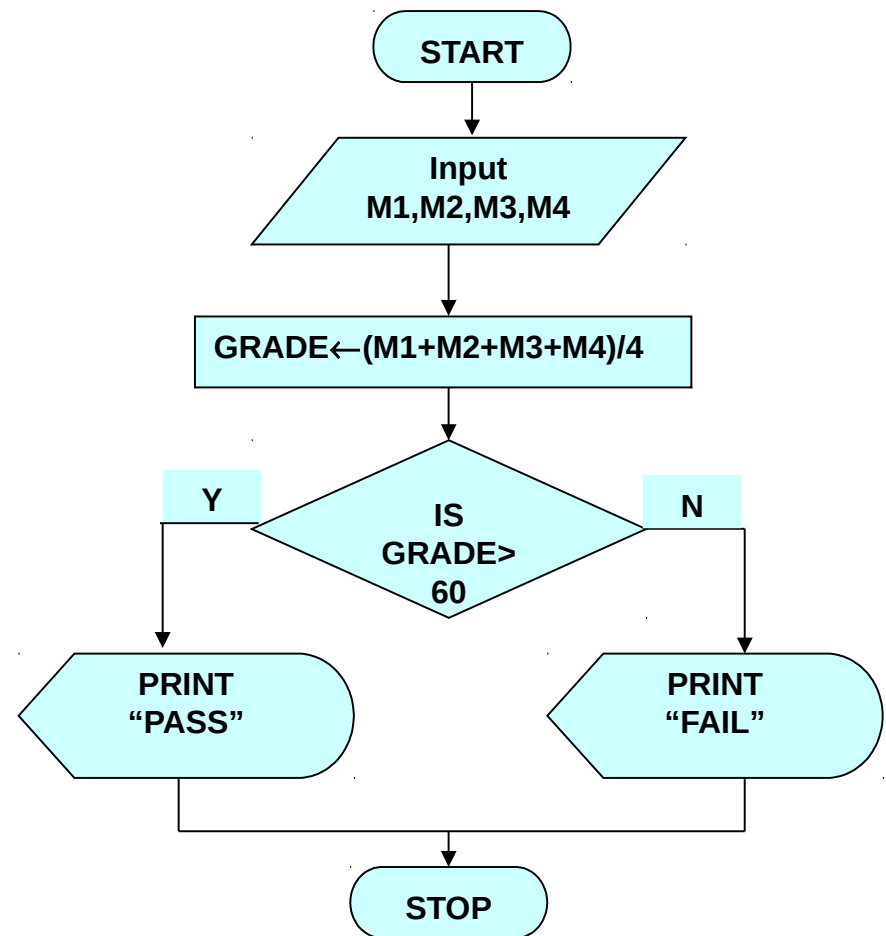 START
Input
M1,M2,M3,M4
GRADE←(M1+M2+M3+M4)/4
Y
N
IS
GRADE>
60
PRINT
“PASS”
PRINT
“FAIL”
STOP